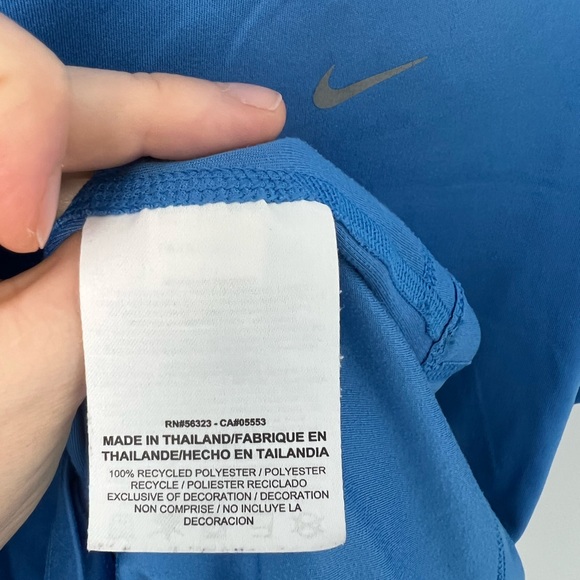 RN#56323 - CA#05553
MADE IN THAILAND/FABRIQUE EN
THAILANDE/HECHO EN TAILANDIA
100% RECYCLED POLYESTER / POLYESTER
RECYCLE / POLIESTER RECICLADO
EXCLUSIVE OF DECORATION / DECORATION
NON COMPRISE / NO INCLUYE LA
DECORACION